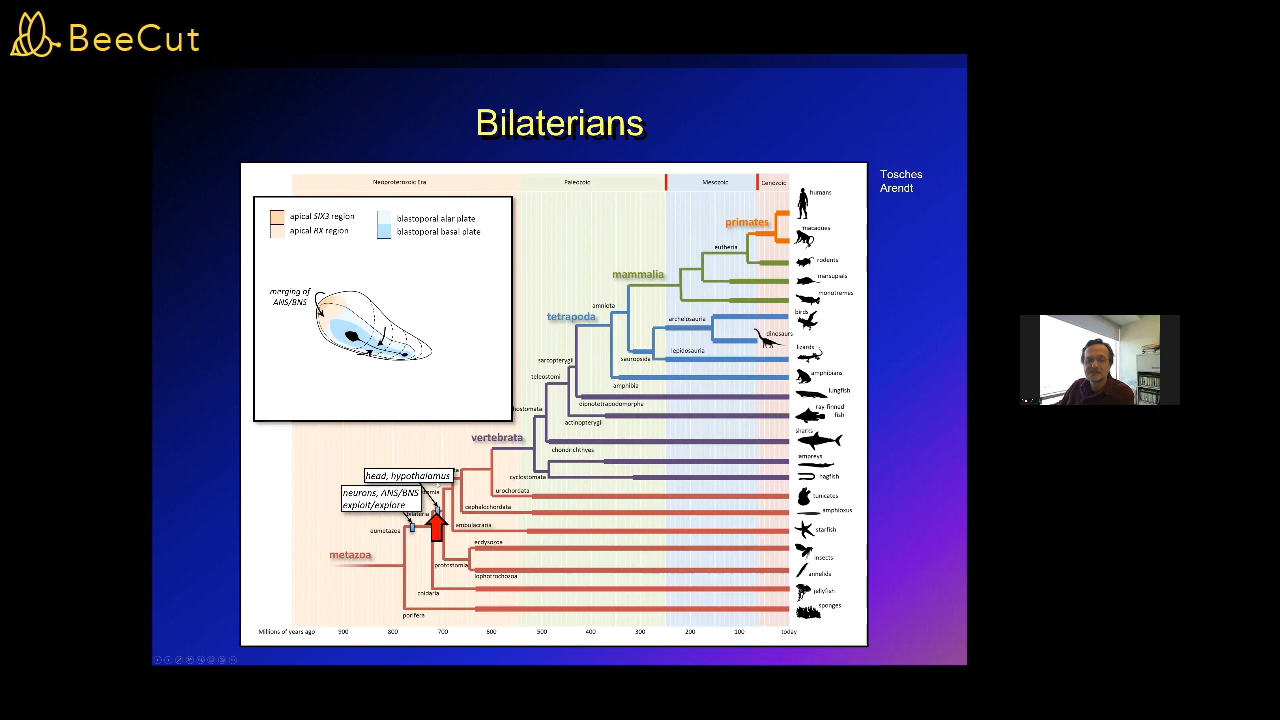 BeeCut
Bilaterians
Tosches
Arendt
Neoproterozoic Era
Paleozoic
Mesozoic
Cenozoic
apical SIX3 region
apical RX region
blastoporal alar plate
blastoporal basal plate
merging of
ANS/BNS
humans
primates
macaques
eutheria
rodents
mammalia
marsupials
monotremes
amniota
birds
tetrapoda
archelosauria
dinosaurs
lepidosauria
sauropsida
lizards
sarcopterygii
amphibians
teleostomi
amphibia
lungfish
dipnotetrapodomorpha
ray-finned
fish
actinopterygii
vertebrata
sharks
chondrichthyes
lampreys
cyclostomata
hagfish
head, hypothalamus
neurons, ANS/BNS
exploit/explore
urochordata
tunicates
cephalochordata
amphioxus
bilateria
eumetazoa
ambulacraria
starfish
ecdysozoa
insects
metazoa
protostomia
lophotrochozoa
annelids
cnidaria
jellyfish
porifera
sponges
Millions of years ago
900
800
700
600
500
400
300
200
100
today